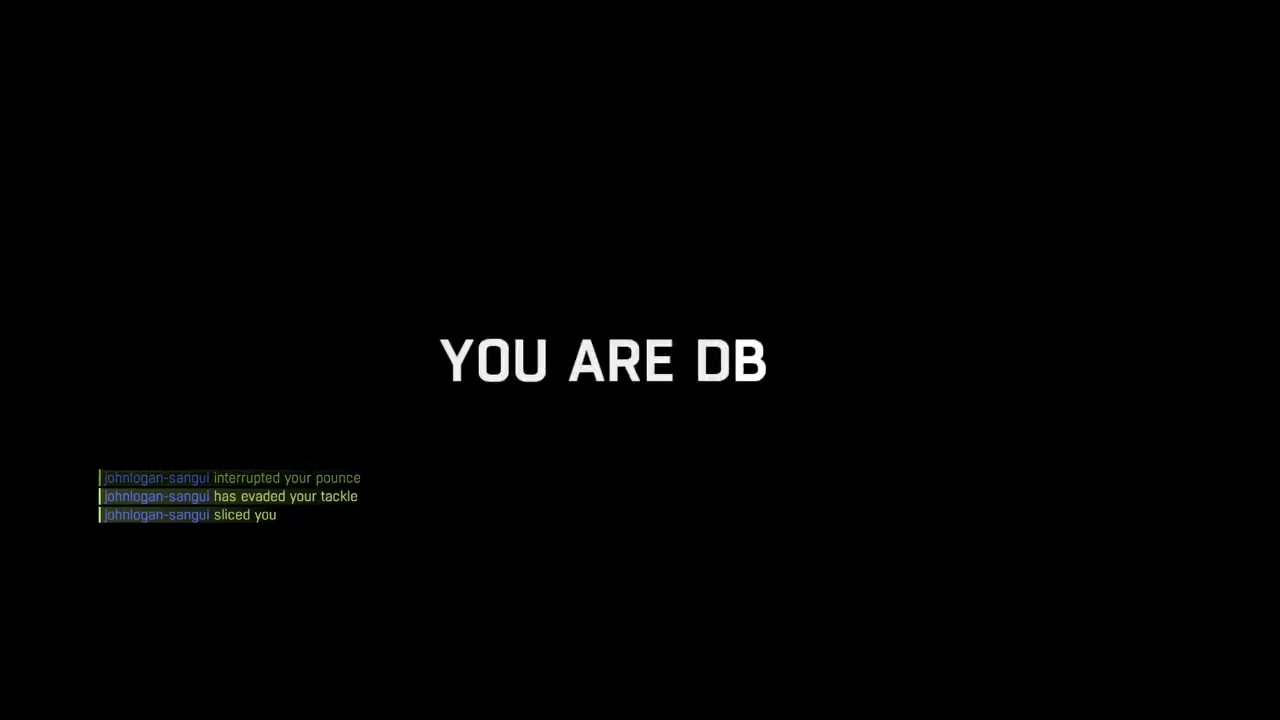 YOU ARE DB
johnlogan-sangui interrupted your pounce
johnlogan-sangui has evaded your tackle
johnlogan-sangui sliced you